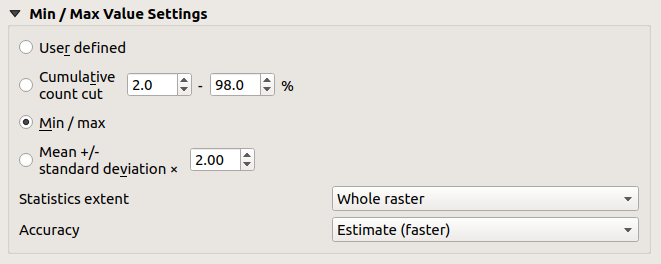 Min / Max Value Settings
User defined
Cumulative
count cut 2.0 - 98.0 %
Min / max
Mean +/-
standard deviation × 2.00
Statistics extent Whole raster
Accuracy Estimate (faster)